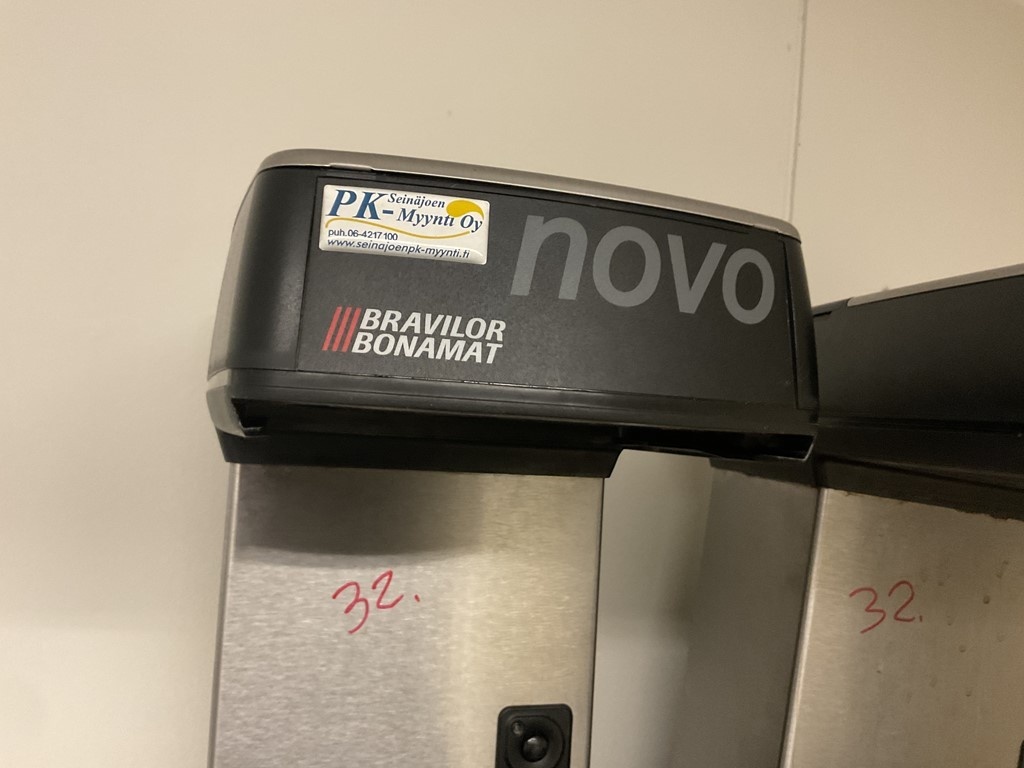 PK- Seinäjoen
Myynti Oy
puh.06-4217100
www.seinajoenpk-myynti.fi
novo
BRAVILOR
BONAMAT
32.
32.